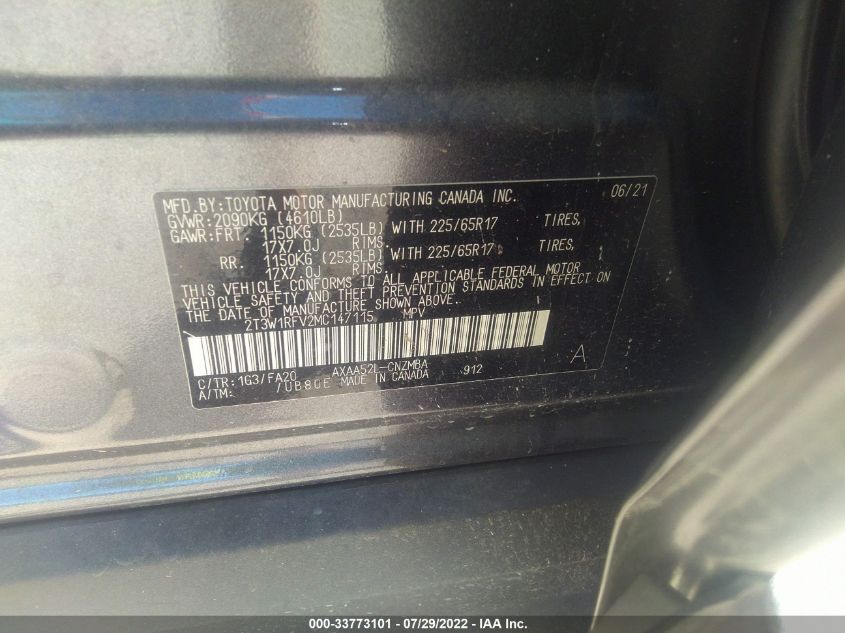 MFD.BY:TOYOTA MOTOR MANUFACTURING CANADA INC. 06/21
GVWR:2090KG (4610LB)
GAWR:FRT. 1150KG (2535LB) WITH 225/65R17 TIRES,
17X7.0J RIMS.
RR. 1150KG (2535LB) WITH 225/65R17 TIRES,
17X7.0J RIMS.
THIS VEHICLE CONFORMS TO ALL APPLICABLE FEDERAL MOTOR
VEHICLE SAFETY AND THEFT PREVENTION STANDARDS IN EFFECT ON
THE DATE OF MANUFACTURE SHOWN ABOVE.
2T3W1RFV2MC147115 MPV
C/TR:1G3/FA20 AXAA52L-CNZMBA 912 A
A/TM: /UB80E MADE IN CANADA
000-33773101 - 07/29/2022 - IAA Inc.